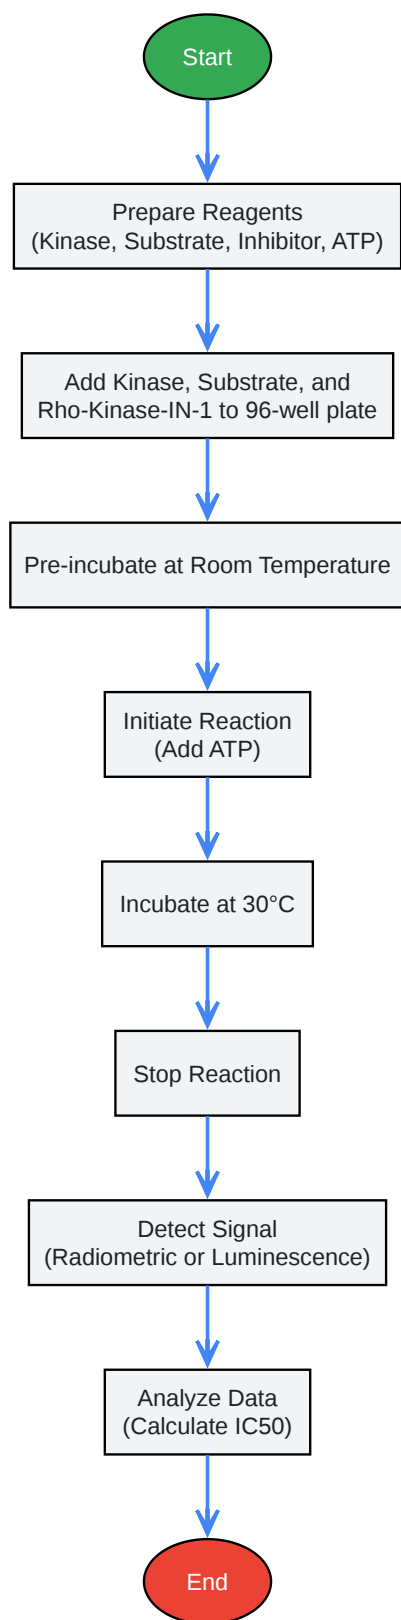 Start
Prepare Reagents
(Kinase, Substrate, Inhibitor, ATP)
Add Kinase, Substrate, and
Rho-Kinase-IN-1 to 96-well plate
Pre-incubate at Room Temperature
Initiate Reaction
(Add ATP)
Incubate at 30°C
Stop Reaction
Detect Signal
(Radiometric or Luminescence)
Analyze Data
(Calculate IC50)
End